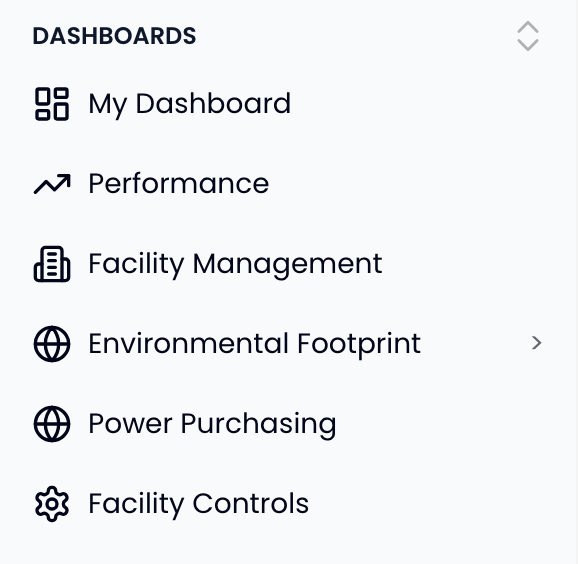 DASHBOARDS
My Dashboard
Performance
Facility Management
Environmental Footprint
Power Purchasing
Facility Controls